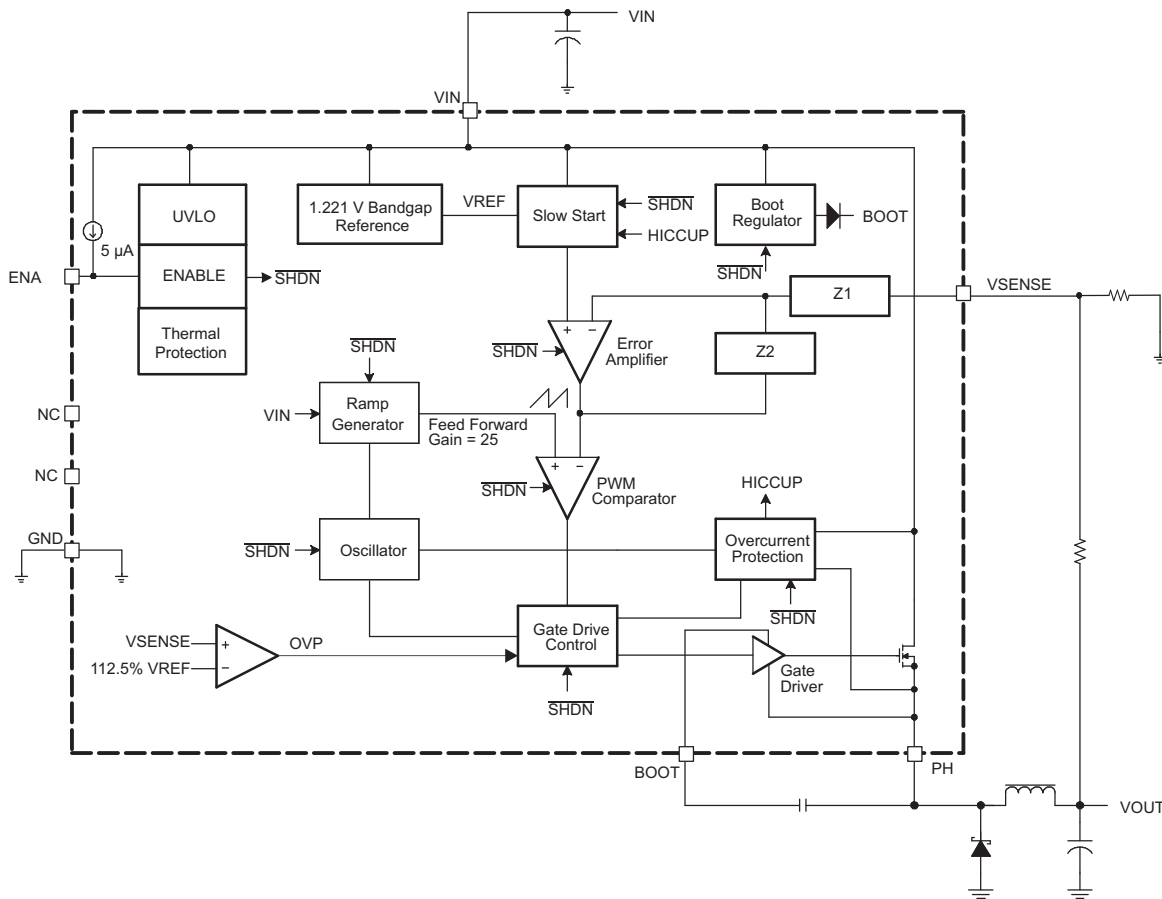 VIN
VIN
UVLO
1.221 V Bandgap
Reference
VREF
Slow Start
SHDN
HICCUP
Boot
Regulator
BOOT
5 µA
ENA
ENABLE
SHDN
SHDN
Z1
VSENSE
Thermal
Protection
SHDN
+ −
Error
Amplifier
Z2
SHDN
VIN
Ramp
Generator
Feed Forward
Gain = 25
NC
+ −
NC
SHDN
PWM
Comparator
HICCUP
GND
SHDN
Oscillator
Overcurrent
Protection
SHDN
VSENSE
+
OVP
Gate Drive
Control
112.5% VREF
−
Gate
Driver
SHDN
BOOT
PH
VOUT